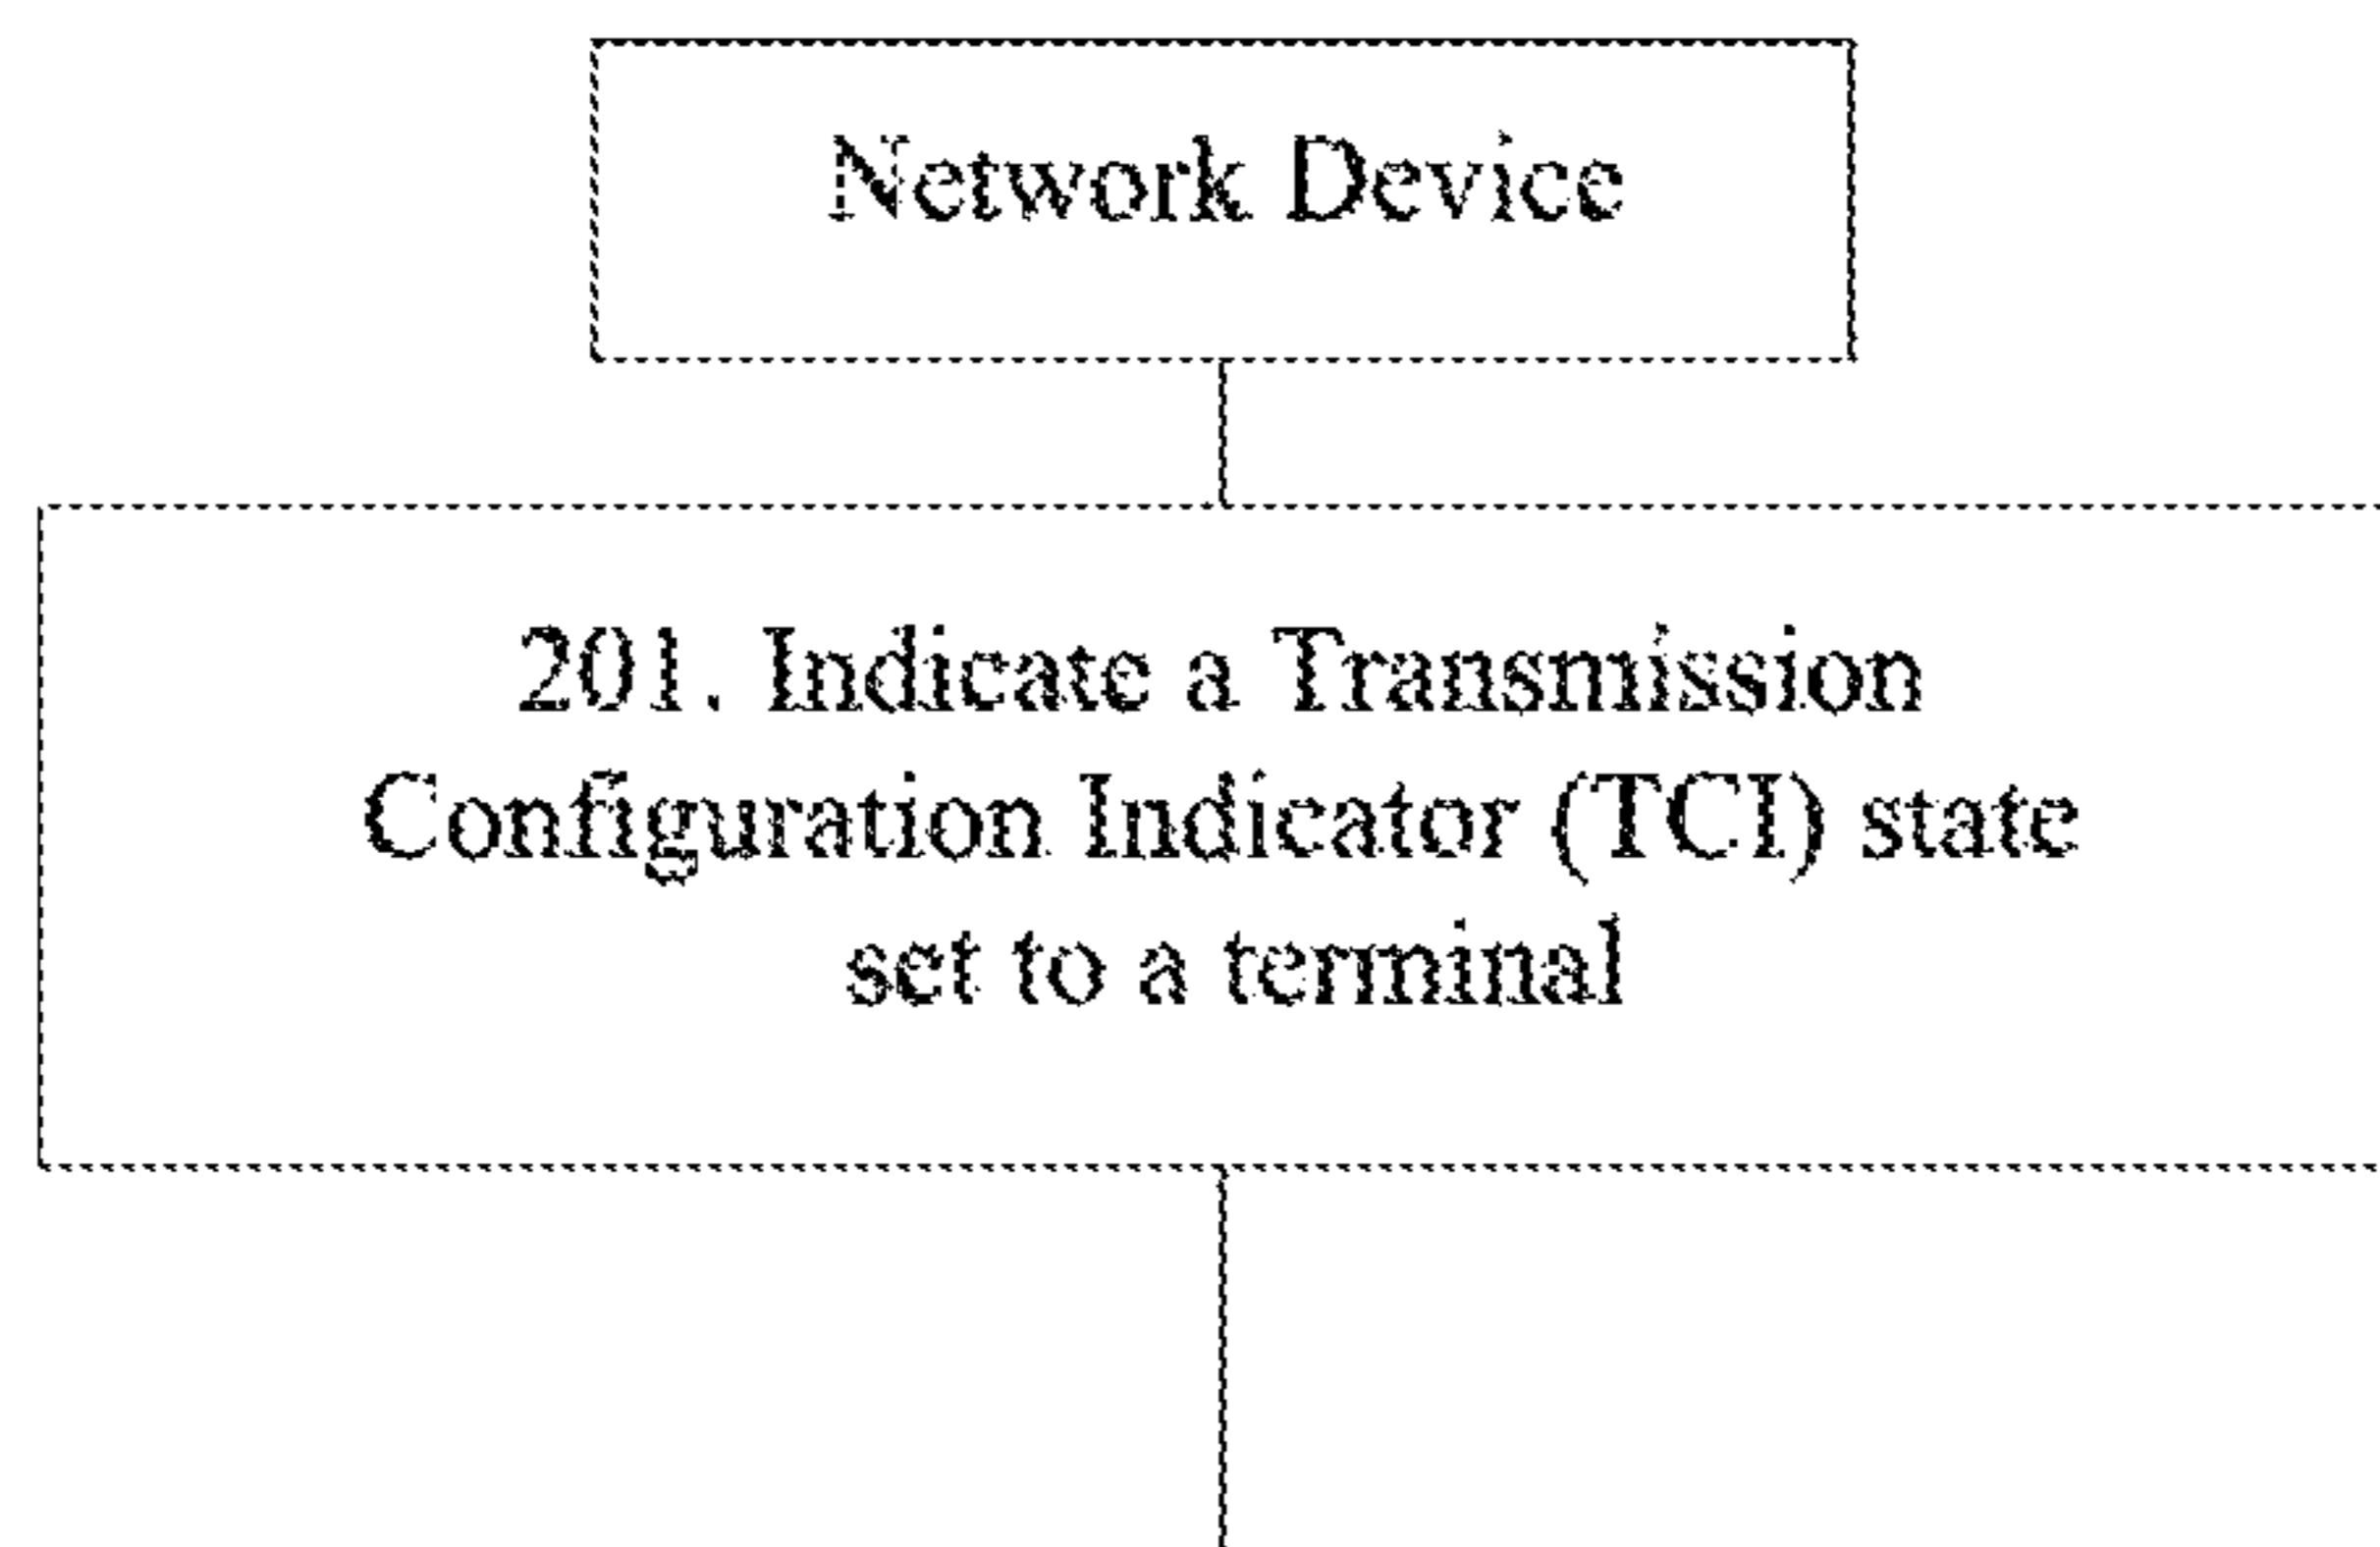 Network Device
201. Indicate a Transmission
Configuration Indicator (TCI) state
set to a terminal